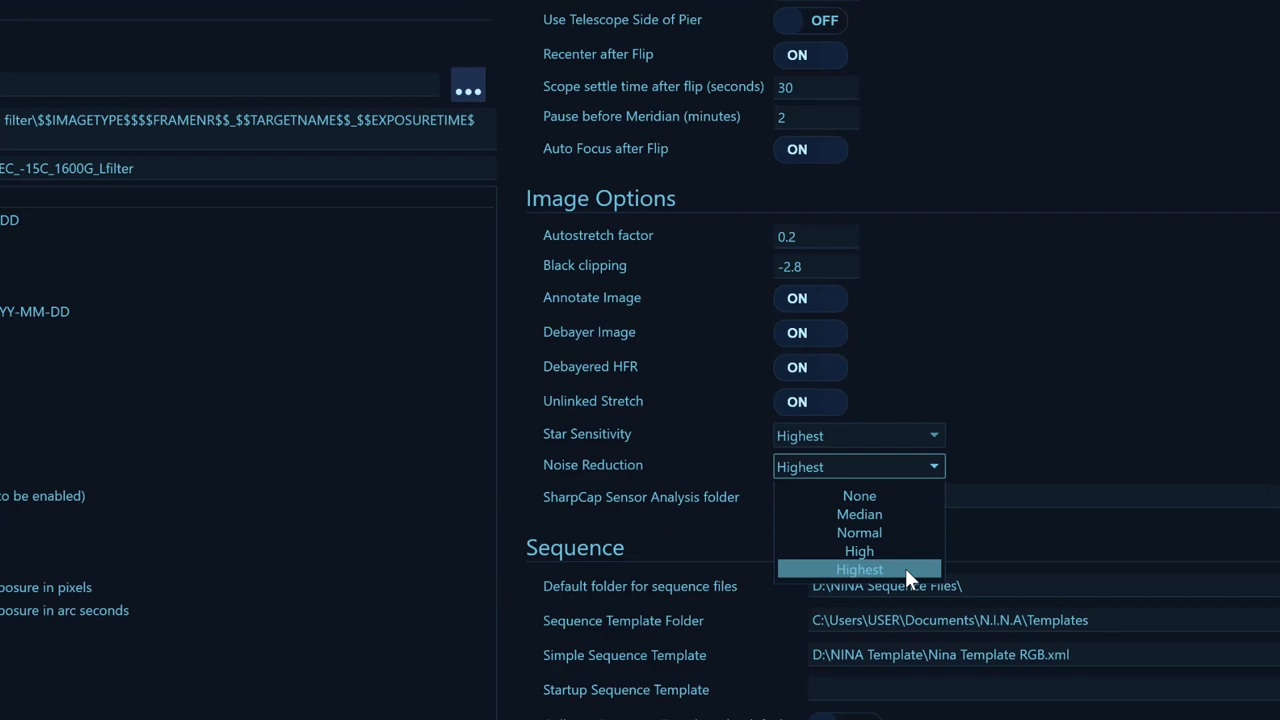 Use Telescope Side of Pier OFF
Recenter after Flip ON
Scope settle time after flip (seconds) 30
...
filter\$$IMAGETYPE$$$$FRAMENR$$_$$TARGETNAME$$_$$EXPOSURETIME$
Pause before Meridian (minutes) 2
Auto Focus after Flip ON
EC_-15C_1600G_Lfilter
Image Options
DD
Autostretch factor 0.2
Black clipping -2.8
Annotate Image ON
YY-MM-DD
Debayer Image ON
Debayered HFR ON
Unlinked Stretch ON
Star Sensitivity Highest
Noise Reduction Highest
None
Median
Normal
High
Highest
SharpCap Sensor Analysis folder
to be enabled)
Sequence
Default folder for sequence files D:\NINA Sequence Files\
posure in pixels
posure in arc seconds
Sequence Template Folder C:\Users\USER\Documents\N.I.N.A\Templates
Simple Sequence Template D:\NINA Template\Nina Template RGB.xml
Startup Sequence Template